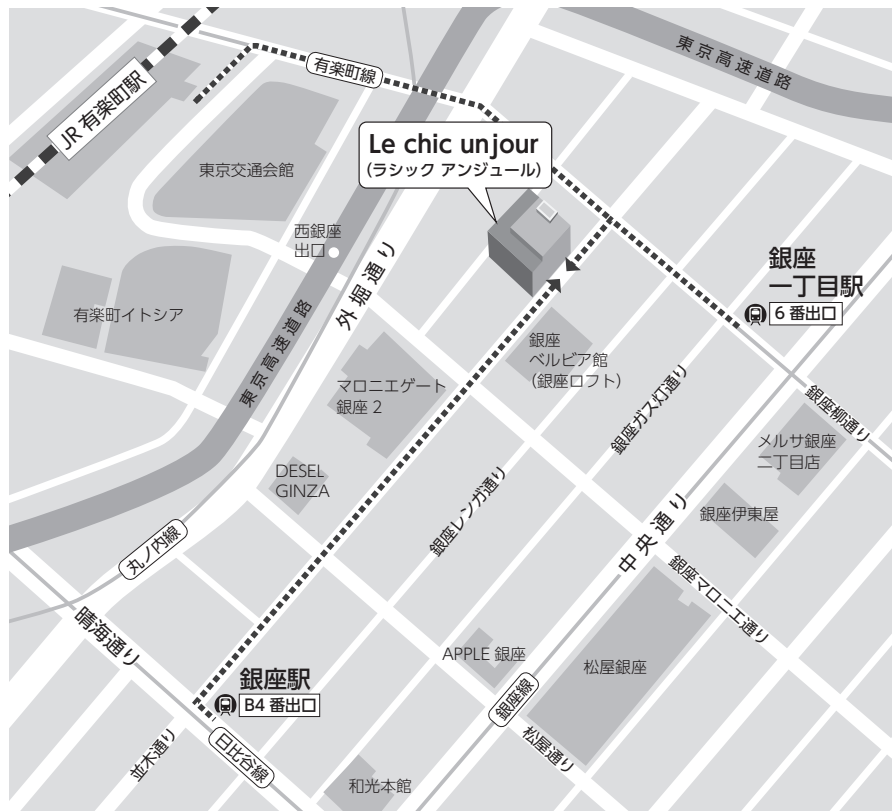 東京高速道路
有楽町線
JR 有楽町駅
Le chic unjour
(ラシック アンジュール)
東京交通会館
西銀座
出口
外堀通り
銀座
一丁目駅
6 番出口
有楽町イトシア
東京高速道路
銀座
ベルビア館
(銀座ロフト)
マロニエゲート
銀座 2
銀座ガス灯通り
銀座柳通り
メルサ銀座
二丁目店
DESEL
GINZA
銀座レンガ通り
銀座伊東屋
中央通り
丸ノ内線
銀座マロニエ通り
晴海通り
APPLE 銀座
松屋銀座
銀座駅
B4 番出口
銀座線
松屋通り
並木通り
日比谷線
和光本館